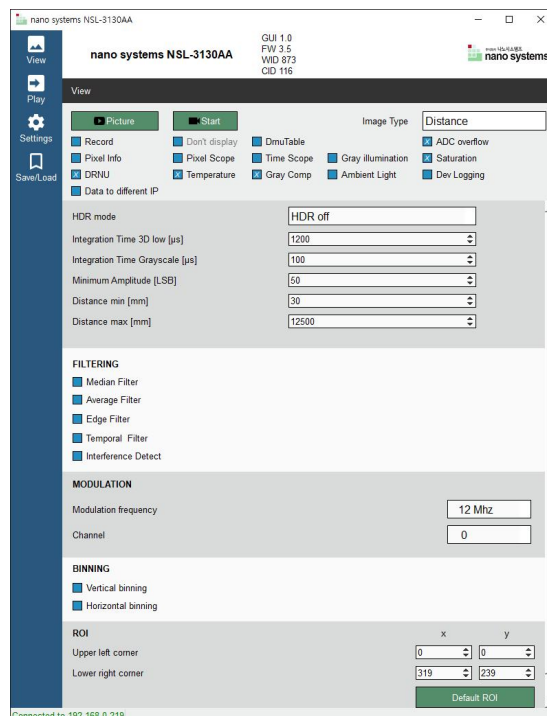 nano systems NSL-3130AA
View
Play
Settings
Save/Load
nano systems NSL-3130AA
GUI 1.0
FW 3.5
WID 873
CID 116
nano systems
View
Picture
Start
Image Type
Distance
Record
Don't display
DmuTable
ADC overflow
Pixel Info
Pixel Scope
Time Scope
Gray illumination
Saturation
DRNU
Temperature
Gray Comp
Ambient Light
Dev Logging
Data to different IP
HDR mode
HDR off
Integration Time 3D low [µs]
1200
Integration Time Grayscale [µs]
100
Minimum Amplitude [LSB]
50
Distance min [mm]
30
Distance max [mm]
12500
FILTERING
Median Filter
Average Filter
Edge Filter
Temporal Filter
Interference Detect
MODULATION
Modulation frequency
12 Mhz
Channel
0
BINNING
Vertical binning
Horizontal binning
ROI
x
y
Upper left corner
0
0
Lower right corner
319
239
Default ROI
Connected to 192.168.0.219